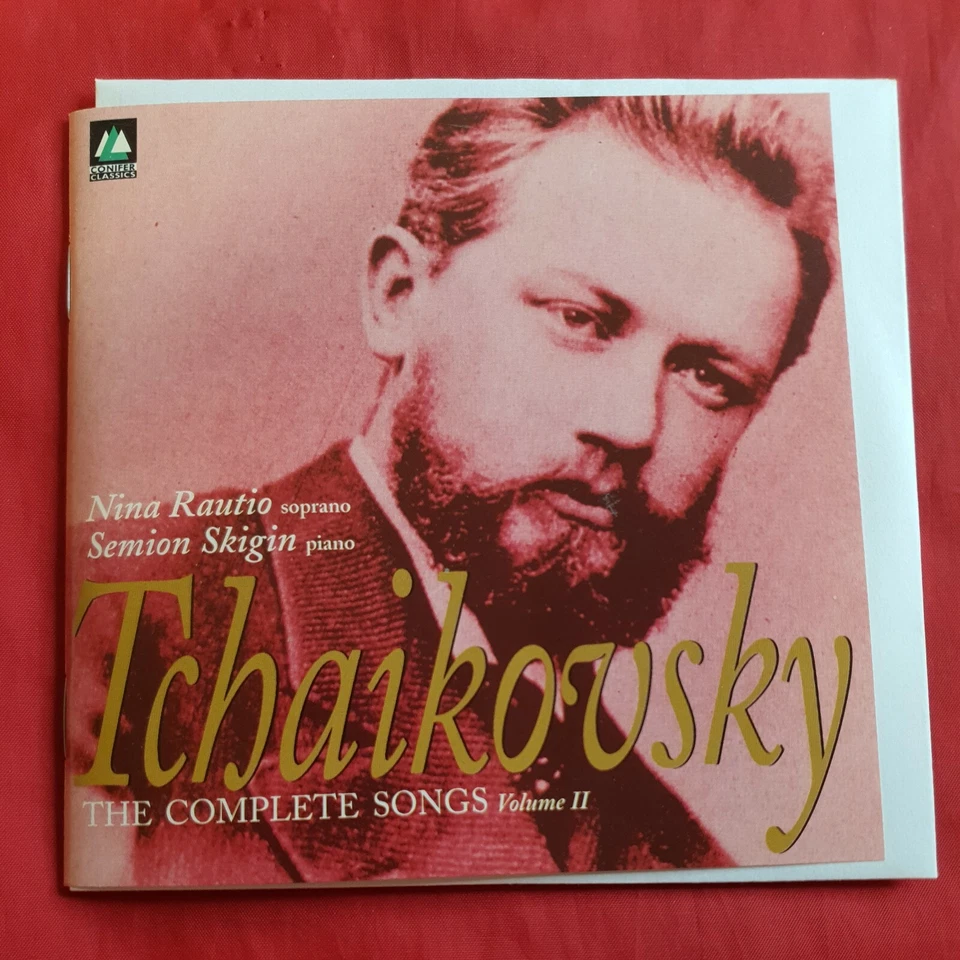 CONIFER
CLASSICS
Nina Rautio soprano
Semion Skigin piano
Tchaikovsky
THE COMPLETE SONGS Volume II